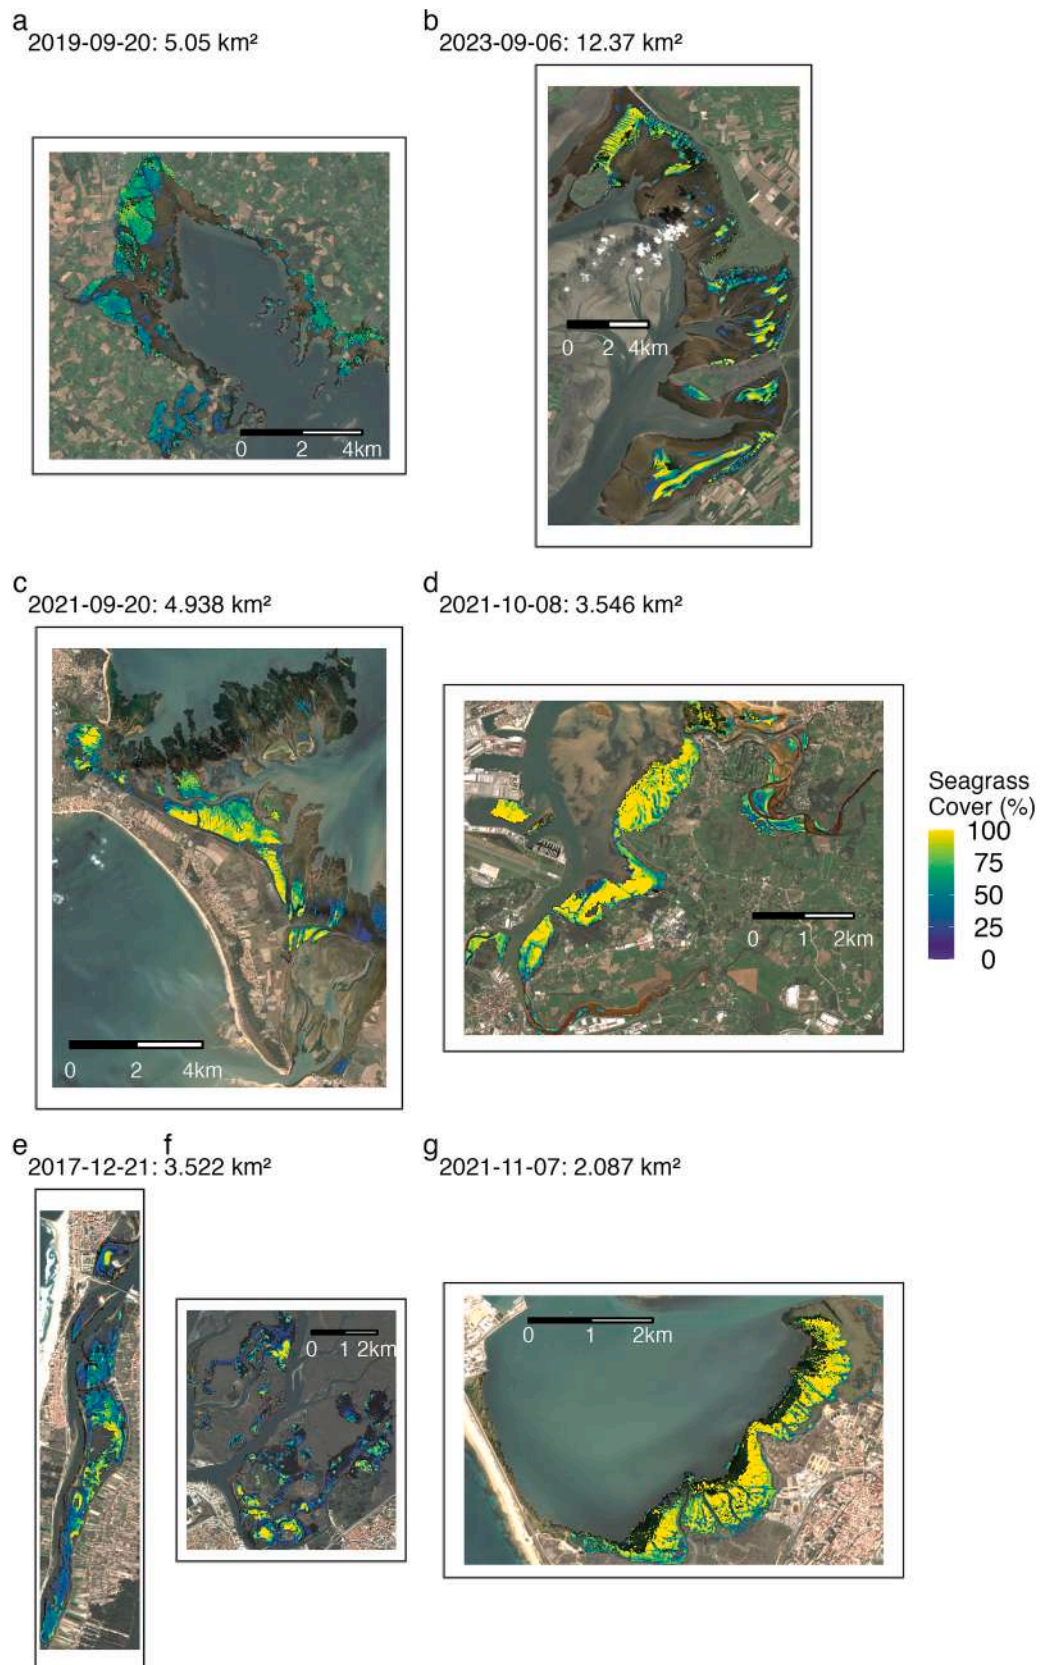 a
2019-09-20: 5.05 km²
0 2 4km
b
2023-09-06: 12.37 km²
0 2 4km
c
2021-09-20: 4.938 km²
0 2 4km
d
2021-10-08: 3.546 km²
0 1 2km
Seagrass
Cover (%)
100
75
50
25
0
e
f
2017-12-21: 3.522 km²
0 1 2km
g
2021-11-07: 2.087 km²
0 1 2km